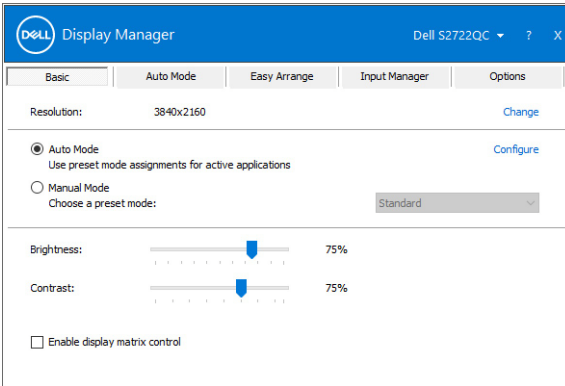 DELL Display Manager Dell S2722QC ? X
Basic Auto Mode Easy Arrange Input Manager Options
Resolution: 3840x2160 Change
Auto Mode Configure
Use preset mode assignments for active applications
Manual Mode
Choose a preset mode: Standard
Brightness: 75%
Contrast: 75%
Enable display matrix control